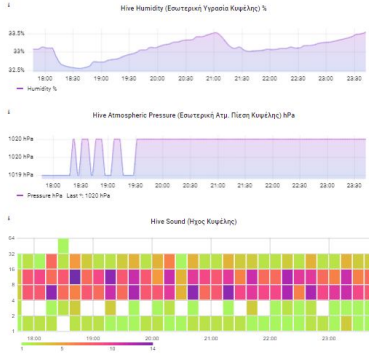 Hive Humidity (Εσωτερική Υγρασία Κυψέλης) %
33.5%
33%
32.5%
18:00 18:30 19:00 19:30 20:00 20:30 21:00 21:30 22:00 22:30 23:00 23:30
Humidity %
Hive Atmospheric Pressure (Εσωτερική Ατμ. Πίεση Κυψέλης) hPa
1020 hPa
1020 hPa
1019 hPa
18:00 18:30 19:00 19:30 20:00 20:30 21:00 21:30 22:00 22:30 23:00 23:30
Pressure hPa Last *: 1020 hPa
Hive Sound (Ήχος Κυψέλης)
64
32
16
8
4
2
1
18:00 19:00 20:00 21:00 22:00 23:00